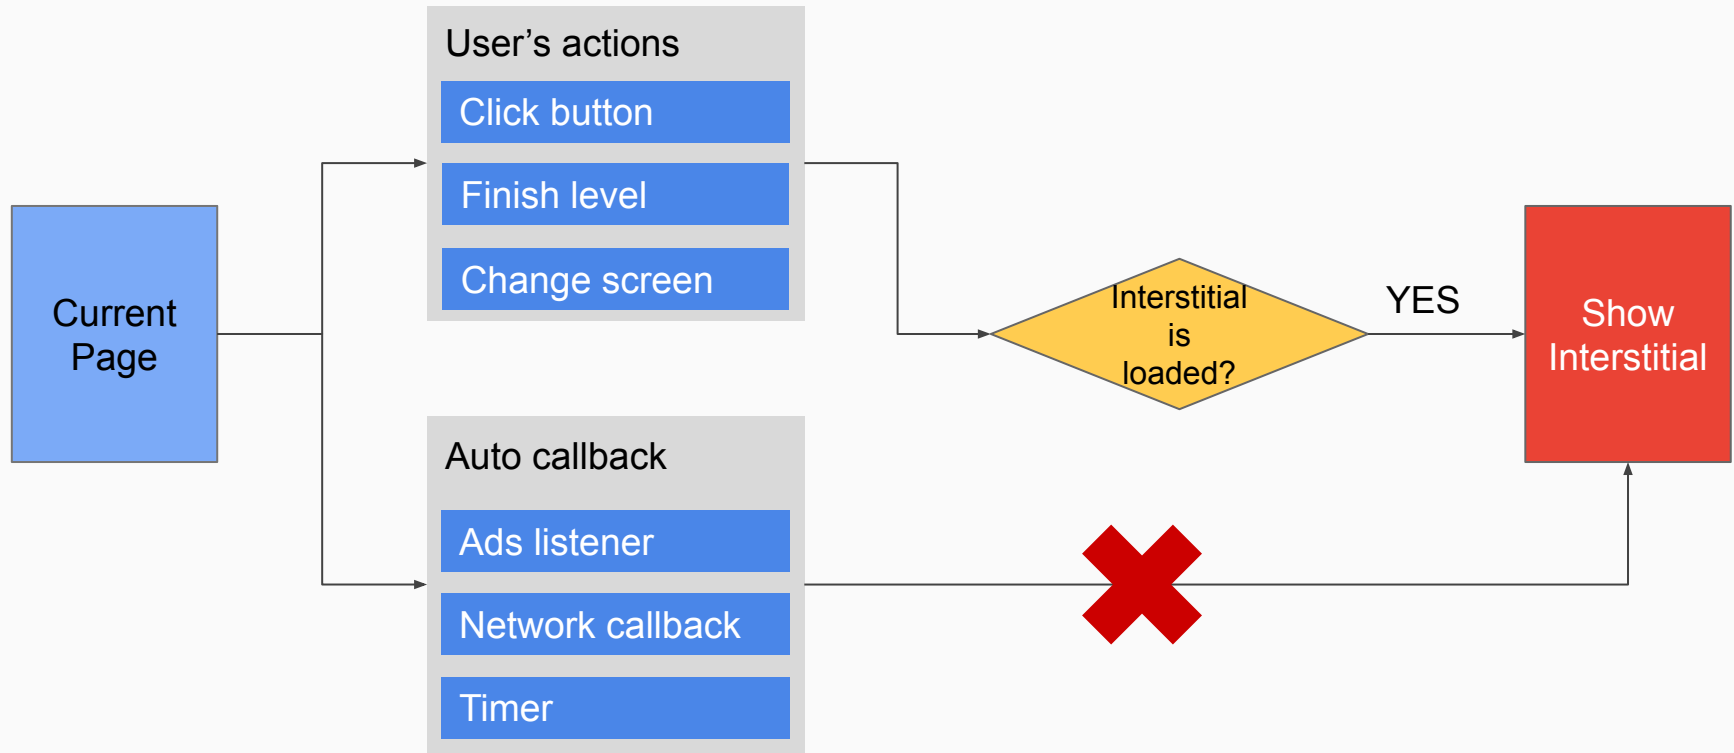 User’s actions
Click button
Finish level
Change screen
Current
Page
Interstitial
is
loaded?
YES
Show
Interstitial
Auto callback
Ads listener
Network callback
Timer